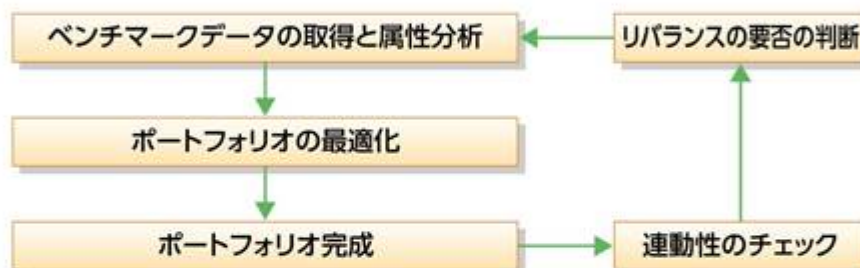 ベンチマークデータの取得と属性分析
リバランスの要否の判断
ポートフォリオの最適化
ポートフォリオ完成
連動性のチェック